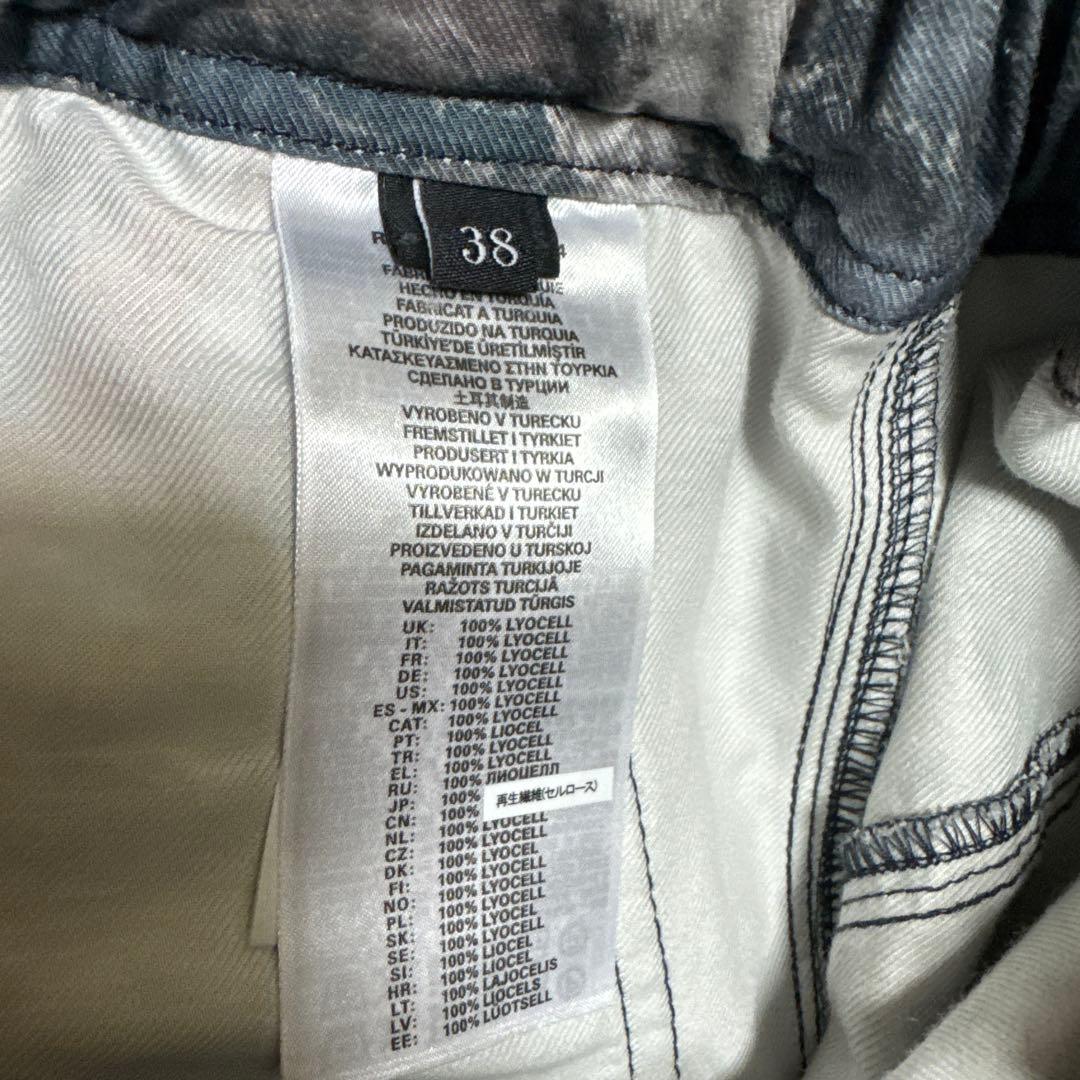 38
HECHO EN TURQUÍA
FABRICAT A TURQUIA
PRODUZIDO NA TURQUIA
TÜRKİYE'DE ÜRETİLMİŞTİR
ΚΑΤΑΣΚΕΥΑΣΜΕΝΟ ΣΤΗΝ ΤΟΥΡΚΙΑ
СДЕЛАНО В ТУРЦИИ
土耳其制造
VYROBENO V TURECKU
FREMSTILLET I TYRKIET
PRODUSERT I TYRKIA
WYPRODUKOWANO W TURCJI
VYROBENÉ V TURECKU
TILLVERKAD I TURKIET
IZDELANO V TURČIJI
PROIZVEDENO U TURSKOJ
PAGAMINTA TURKIJOJE
RAŽOTS TURCIJĀ
VALMISTATUD TÜRGIS
UK: 100% LYOCELL
IT: 100% LYOCELL
FR: 100% LYOCELL
DE: 100% LYOCELL
US: 100% LYOCELL
ES - MX: 100% LYOCELL
CAT: 100% LYOCELL
PT: 100% LIOCEL
TR: 100% LYOCELL
EL: 100% LYOCELL
RU: 100% ЛИОЦЕЛЛ
JP: 100% 再生繊維(セルロース)
CN: 100%
NL: 100% LYOCELL
CZ: 100% LYOCELL
DK: 100% LYOCEL
FI: 100% LYOCELL
NO: 100% LYOCELL
PL: 100% LYOCELL
SK: 100% LYOCEL
SE: 100% LYOCELL
SI: 100% LIOCEL
HR: 100% LIOCEL
LT: 100% LAJOCELIS
LV: 100% LIOCELS
EE: 100% LÜOTSELL